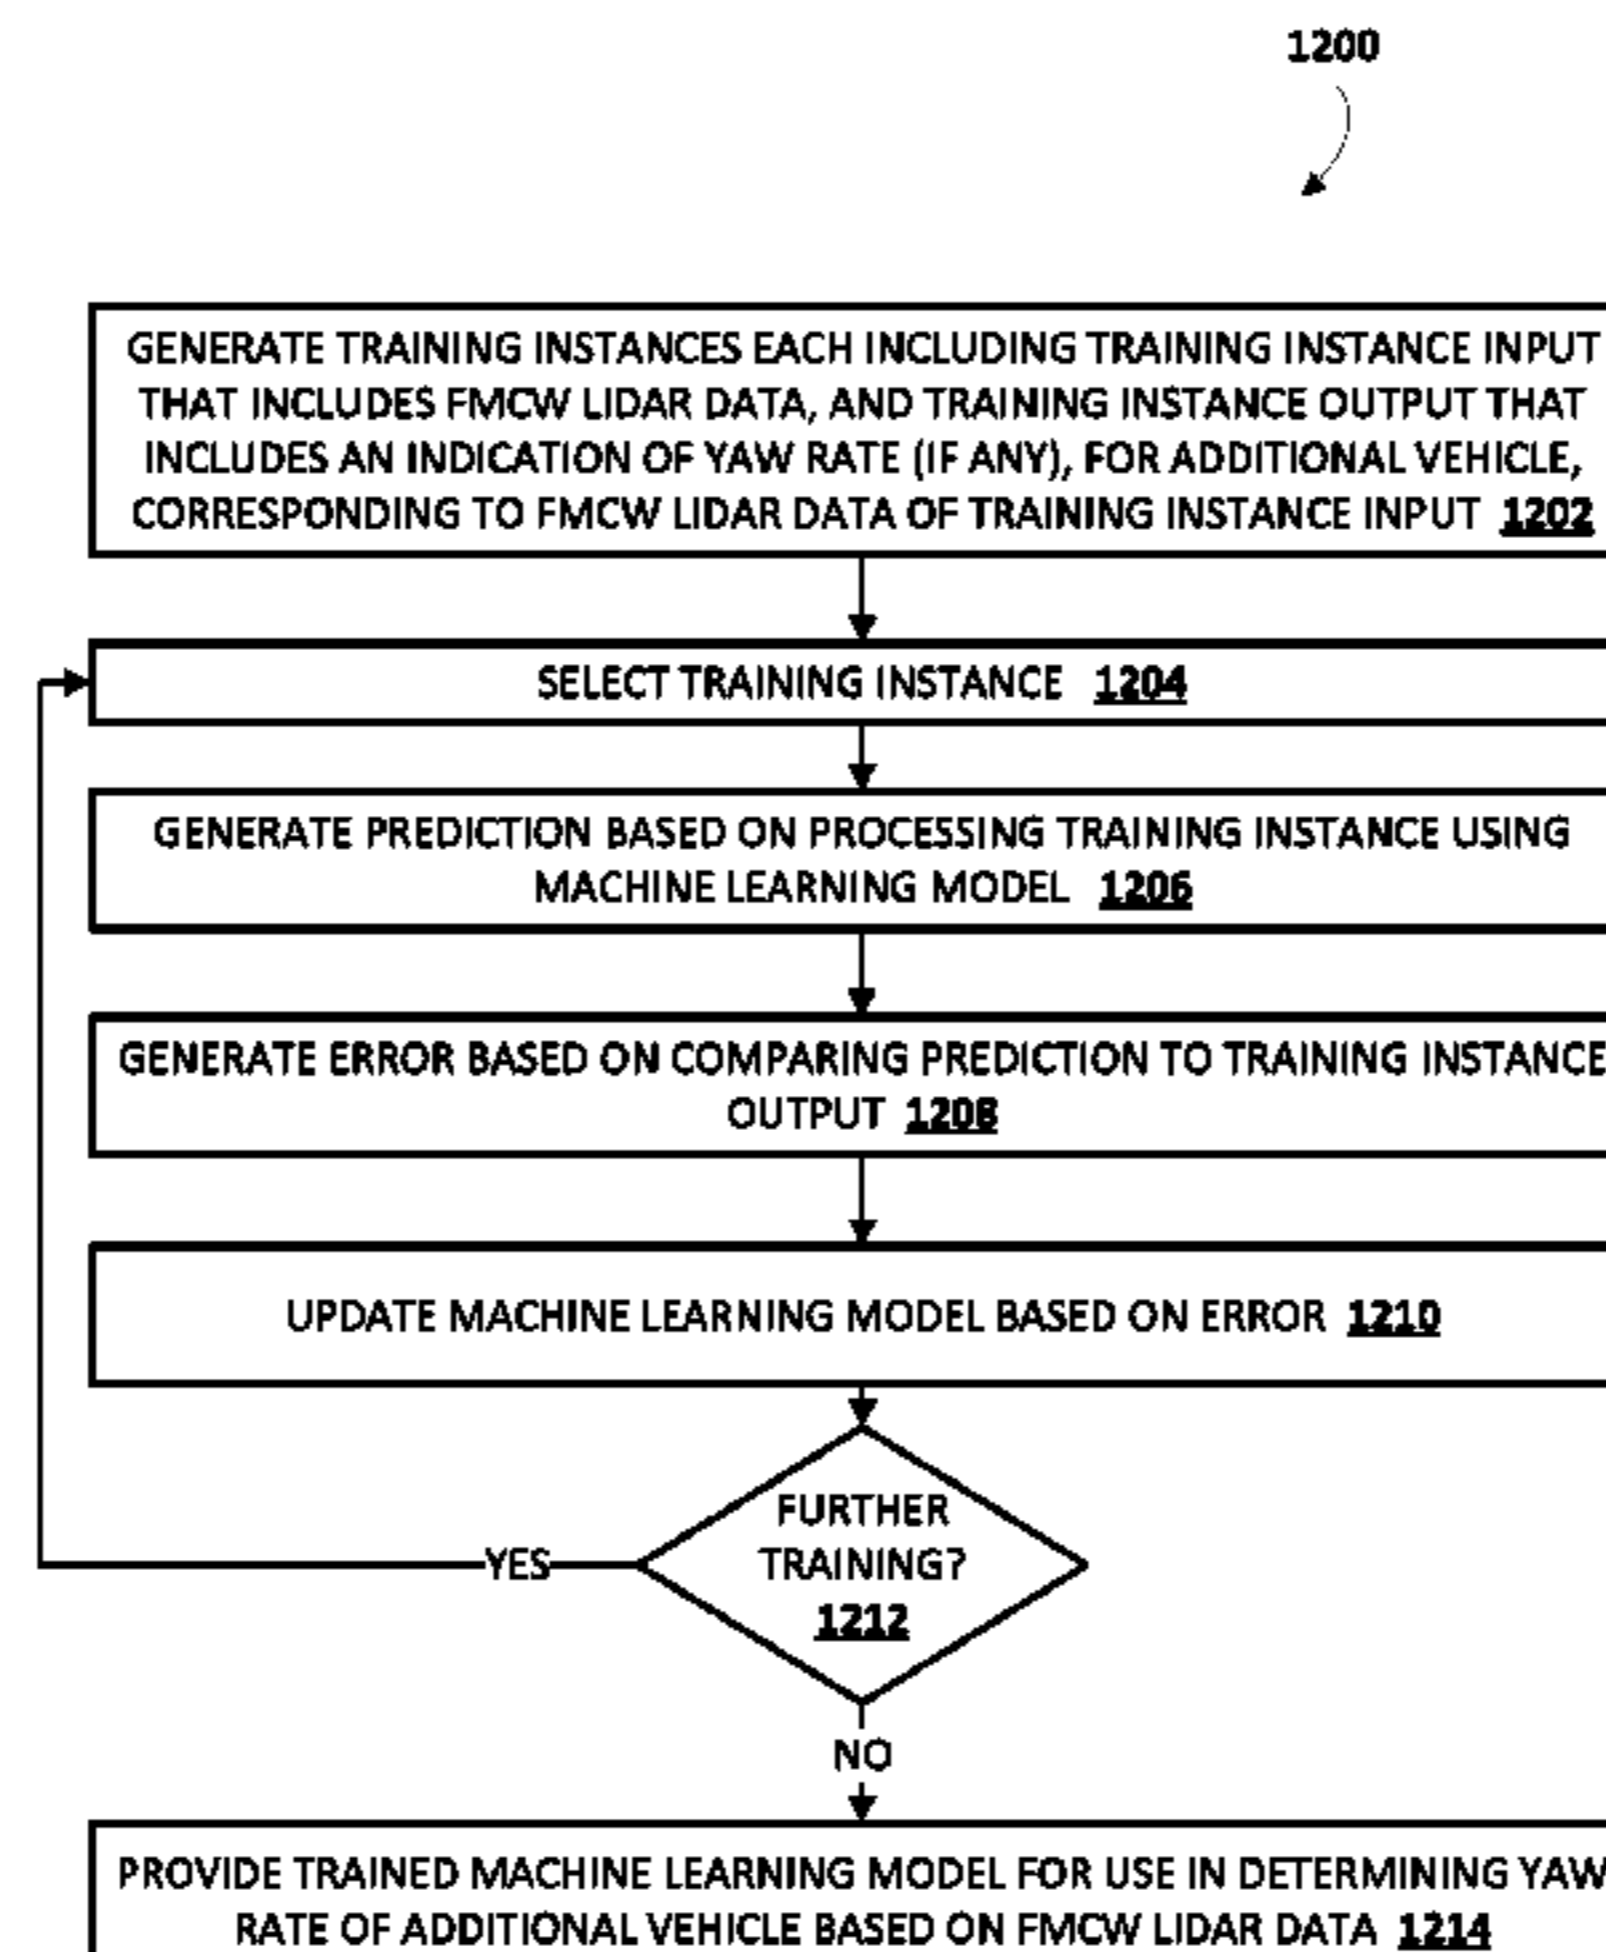 1200
GENERATE TRAINING INSTANCES EACH INCLUDING TRAINING INSTANCE INPUT
THAT INCLUDES FMCW LIDAR DATA, AND TRAINING INSTANCE OUTPUT THAT
INCLUDES AN INDICATION OF YAW RATE (IF ANY), FOR ADDITIONAL VEHICLE,
CORRESPONDING TO FMCW LIDAR DATA OF TRAINING INSTANCE INPUT 1202
SELECT TRAINING INSTANCE 1204
GENERATE PREDICTION BASED ON PROCESSING TRAINING INSTANCE USING
MACHINE LEARNING MODEL 1206
GENERATE ERROR BASED ON COMPARING PREDICTION TO TRAINING INSTANCE
OUTPUT 1208
UPDATE MACHINE LEARNING MODEL BASED ON ERROR 1210
FURTHER
TRAINING?
YES
1212
NO
PROVIDE TRAINED MACHINE LEARNING MODEL FOR USE IN DETERMINING YAW
RATE OF ADDITIONAL VEHICLE BASED ON FMCW LIDAR DATA 1214